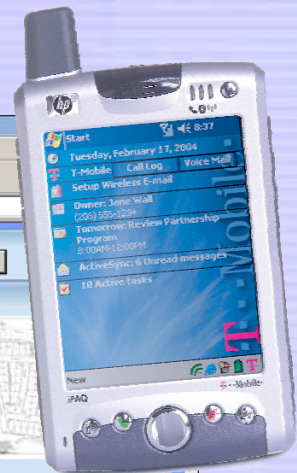 hp
Start 8:37
Tuesday, February 17, 2004
T-Mobile Call Log Voice Mail
Setup Wireless E-mail
Owner: Jane Wall
(206) 555-1234
Tomorrow: Review Partnership
Program
8:00AM-12:00PM
ActiveSync: 6 Unread messages
10 Active tasks
T - - Mobile -
New
T - - Mobile -
iPAQ